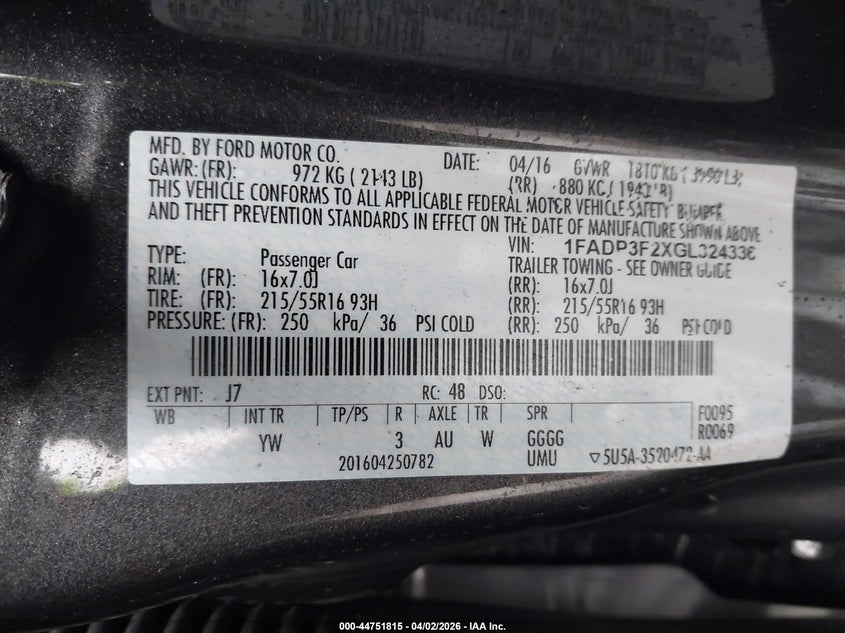 MFD. BY FORD MOTOR CO. DATE: 04/16 GVWR
GAWR: (FR): 972 KG ( 2143 LB) (RR) 880 KG
THIS VEHICLE CONFORMS TO ALL APPLICABLE FEDERAL MOTOR VEHICLE SAFETY BUMPER
AND THEFT PREVENTION STANDARDS IN EFFECT ON THE DATE OF MANUFACTURE SHOWN ABOVE
VIN: 1FADP3F2XGL324336
TYPE: Passenger Car TRAILER TOWING - SEE OWNER GUIDE
RIM: (FR): 16x7.0J (RR): 16x7.0J
TIRE: (FR): 215/55R16 93H (RR): 215/55R16 93H
PRESSURE: (FR): 250 kPa/ 36 PSI COLD (RR): 250 kPa/ 36 PSI COLD
EXT PNT: J7 RC: 48 DSO:
WB INT TR TP/PS R AXLE TR SPR F0095
YW 3 AU W GGGG R0069
201604250782 UMU ▽5U5A-3520472-AA
000-44751815 - 04/02/2026 - IAA Inc.